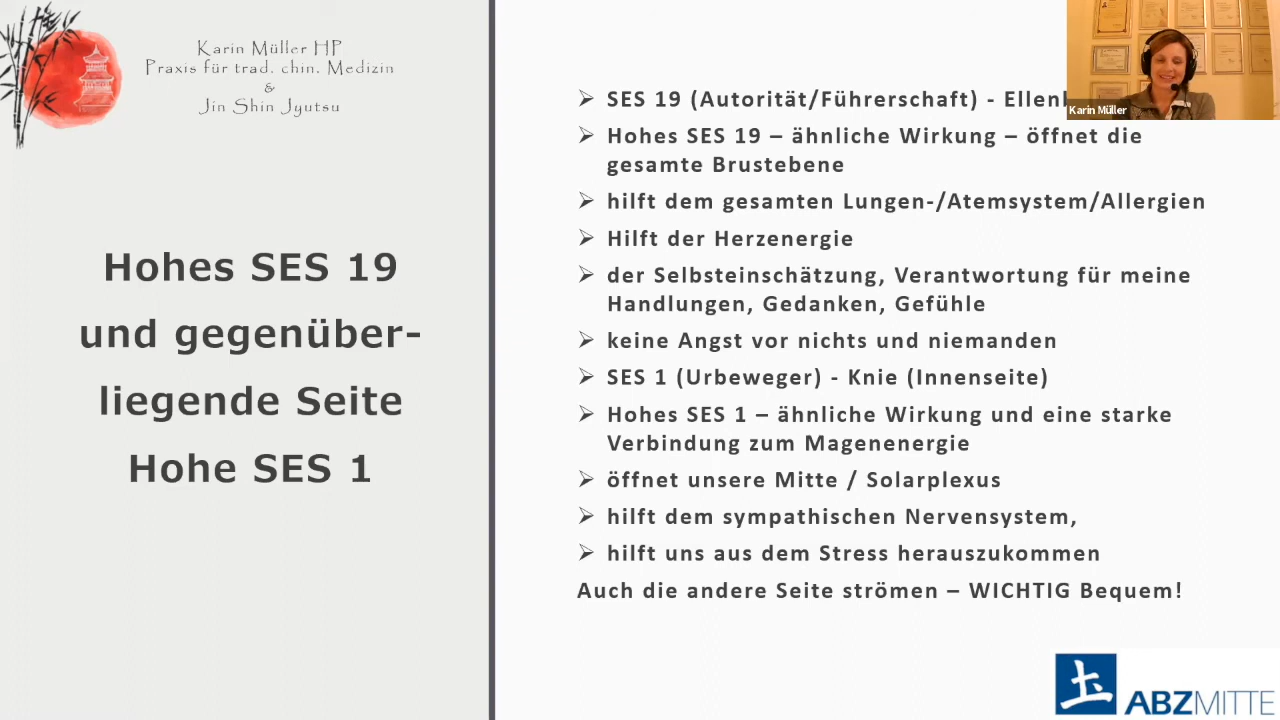 Karin Müller HP
Praxis für trad. chin. Medizin
&
Jin Shin Jyutsu
Hohes SES 19
und gegenüber-
liegende Seite
Hohe SES 1
➢ SES 19 (Autorität/Führerschaft) -
➢ Hohes SES 19 – ähnliche Wirkung – öffnet die
gesamte Brustebene
➢ hilft dem gesamten Lungen-/Atemsystem/Allergien
➢ Hilft der Herzenergie
➢ der Selbsteinschätzung, Verantwortung für meine
Handlungen, Gedanken, Gefühle
➢ keine Angst vor nichts und niemanden
➢ SES 1 (Urbeweger) - Knie (Innenseite)
➢ Hohes SES 1 – ähnliche Wirkung und eine starke
Verbindung zum Magenenergie
➢ öffnet unsere Mitte / Solarplexus
➢ hilft dem sympathischen Nervensystem,
➢ hilft uns aus dem Stress herauszukommen
Auch die andere Seite strömen – WICHTIG Bequem!
Karin Müller
ABZMITTE